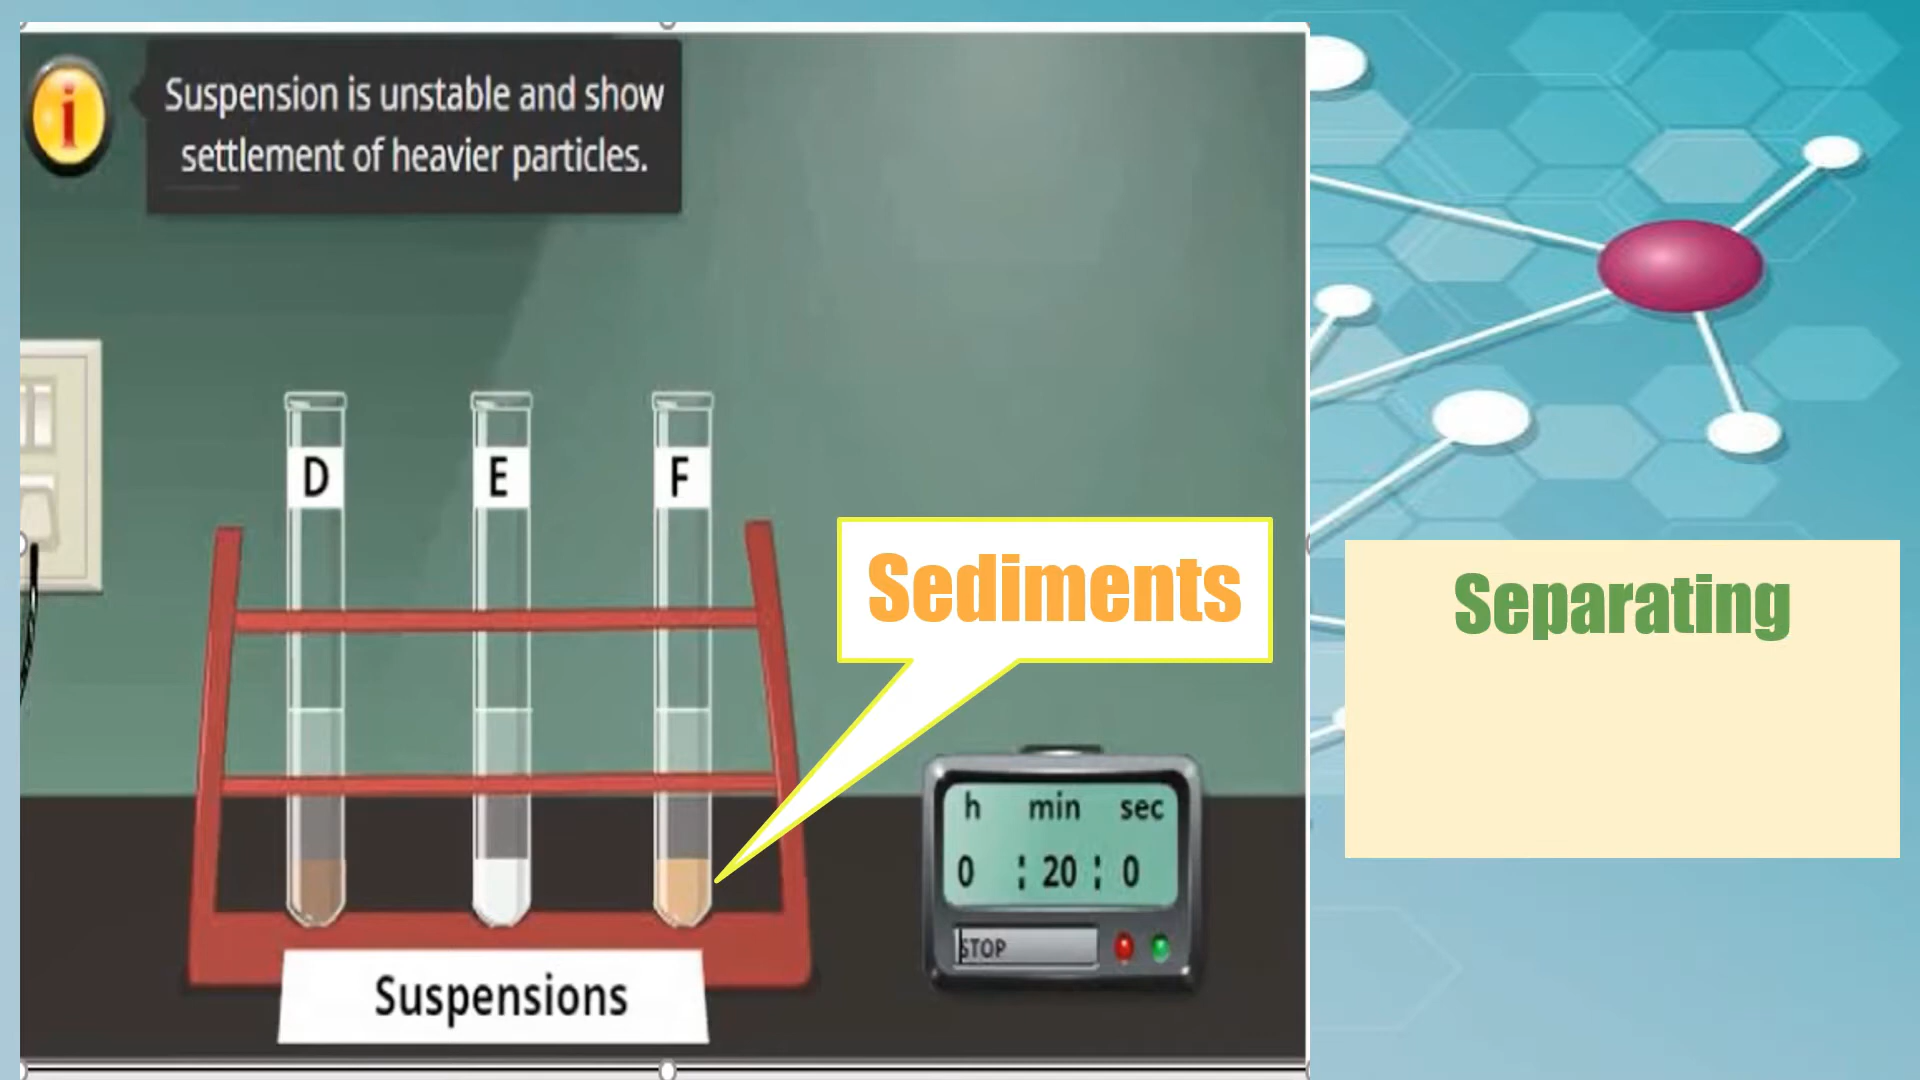 i
Suspension is unstable and show
settlement of heavier particles.
D
E
F
Sediments
Separating
h min sec
0 : 20 : 0
STOP
Suspensions